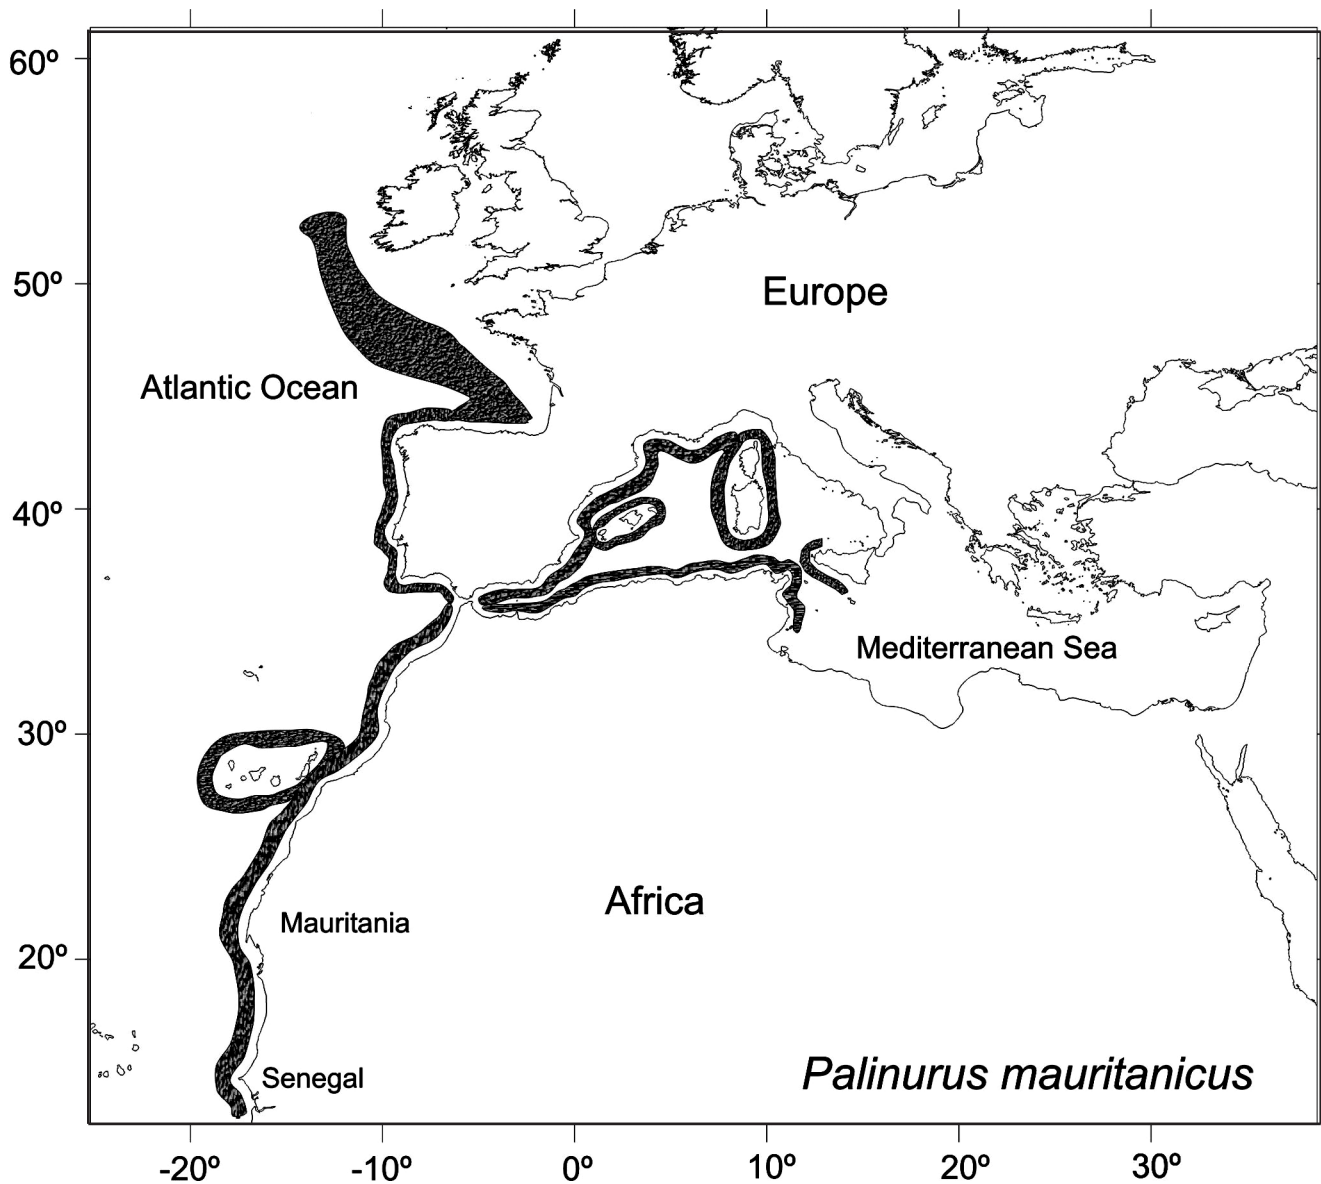 60º
50º
Europe
Atlantic Ocean
40º
Mediterranean Sea
30º
Africa
Mauritania
20º
Senegal
Palinurus mauritanicus
-20º
-10º
0º
10º
20º
30º